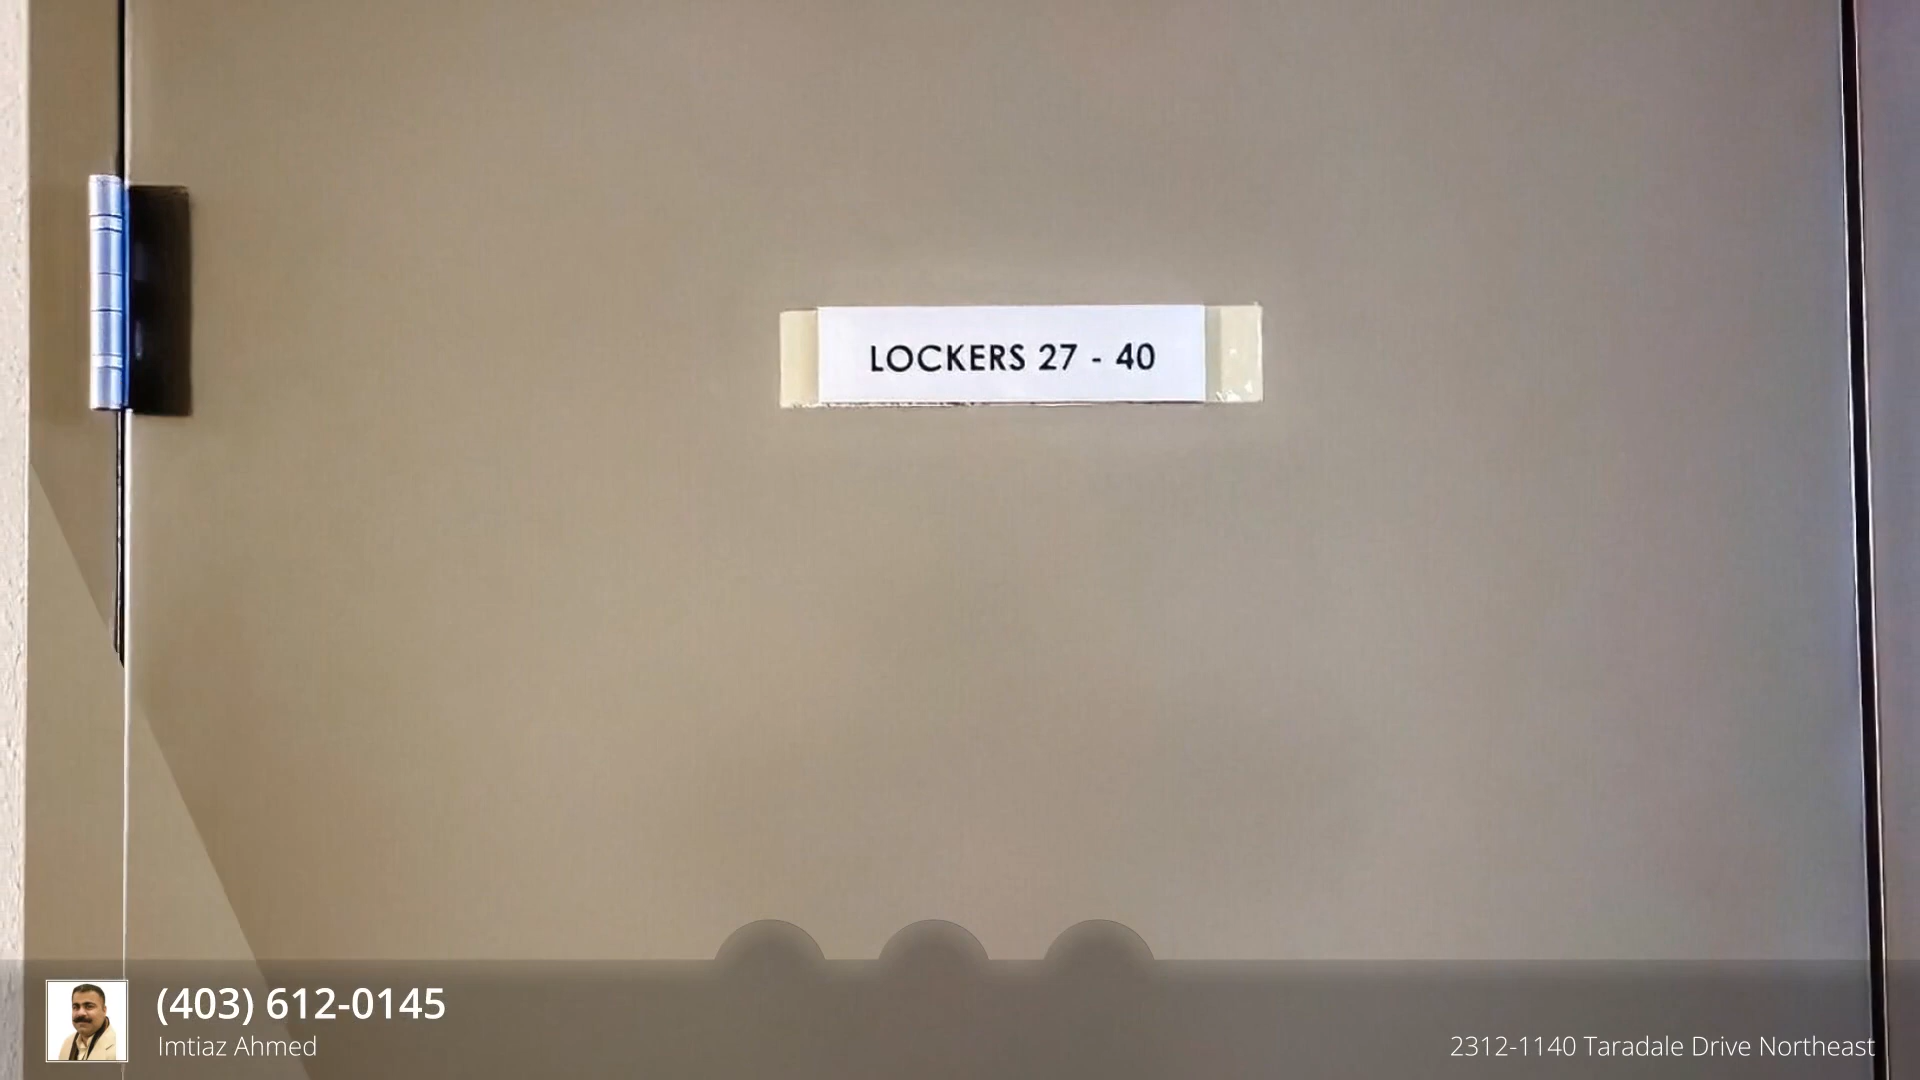 LOCKERS 27 - 40
(403) 612-0145
Imtiaz Ahmed
2312-1140 Taradale Drive Northeast